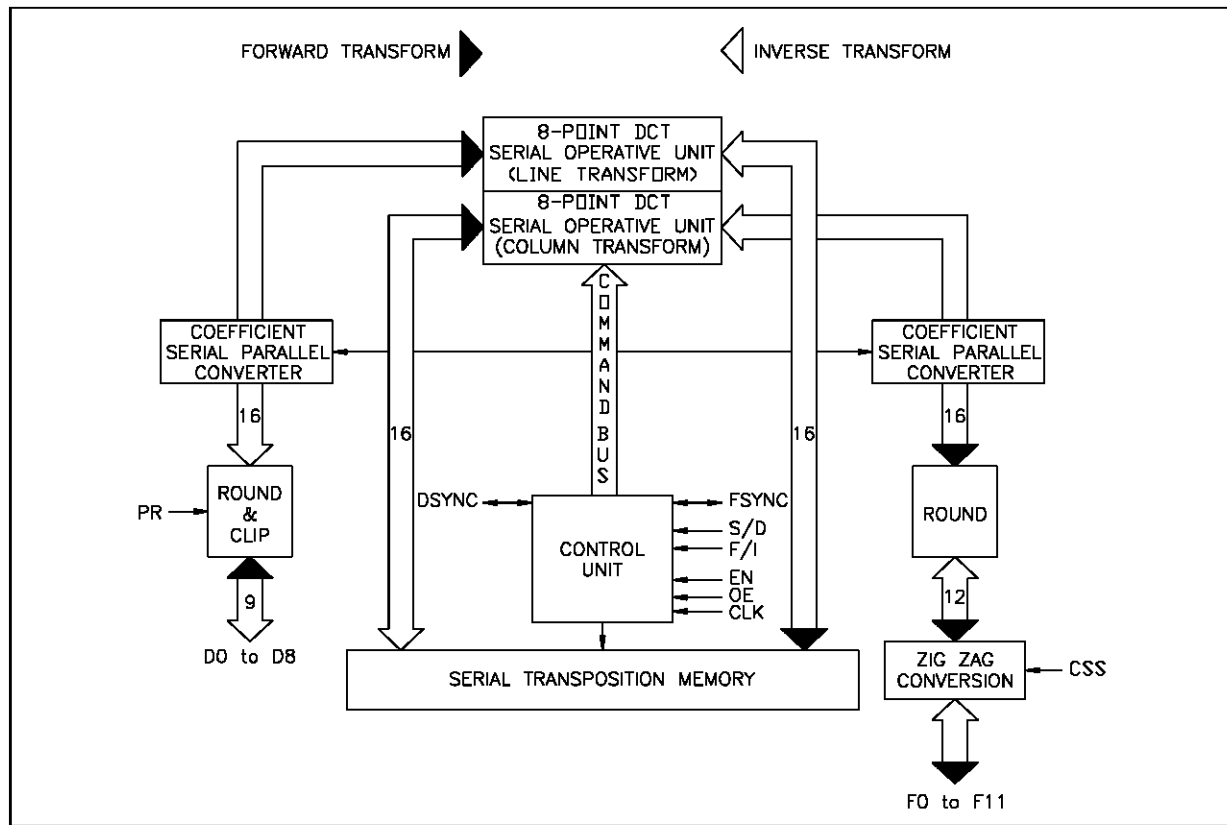 FORWARD TRANSFORM
INVERSE TRANSFORM
8-POINT DCT
SERIAL OPERATIVE UNIT
(LINE TRANSFORM)
8-POINT DCT
SERIAL OPERATIVE UNIT
(COLUMN TRANSFORM)
COMMAND BUS
COEFFICIENT
SERIAL PARALLEL
CONVERTER
COEFFICIENT
SERIAL PARALLEL
CONVERTER
16
16
16
16
ROUND
&
CLIP
PR
DSYNC
FSYNC
S/D
F/I
EN
OE
CLK
CONTROL
UNIT
ROUND
9
12
D0 to D8
SERIAL TRANSPOSITION MEMORY
ZIG ZAG
CONVERSION
CSS
F0 to F11